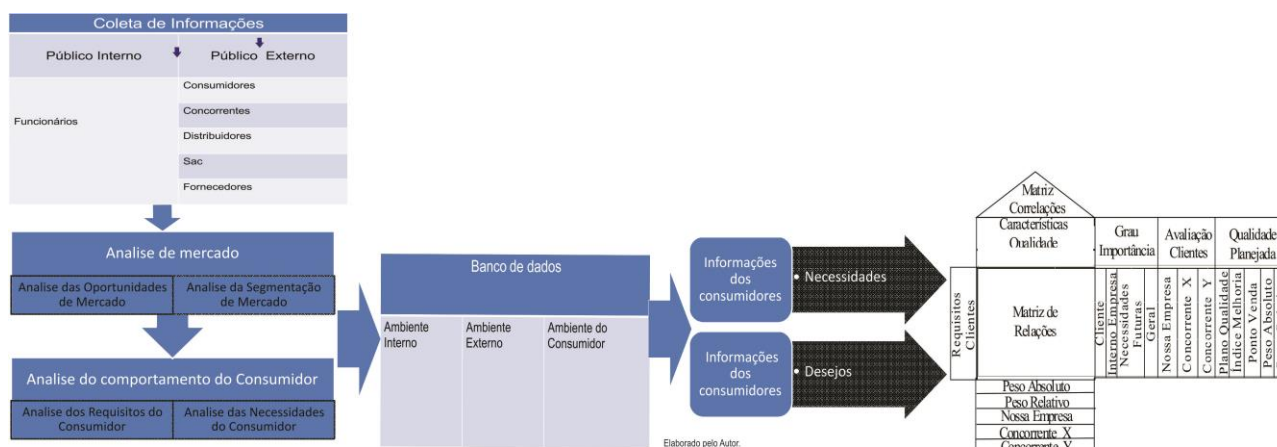 Coleta de Informações
Público Interno
Público Externo
Funcionários
Consumidores
Concorrentes
Distribuidores
Sac
Fornecedores
Analise de mercado
Analise das Oportunidades
de Mercado
Analise da Segmentação
de Mercado
Analise do comportamento do Consumidor
Analise dos Requisitos do
Consumidor
Analise das Necessidades
do Consumidor
Banco de dados
Ambiente
Interno
Ambiente
Externo
Ambiente do
Consumidor
Informações
dos
consumidores
• Necessidades
Informações
dos
consumidores
• Desejos
Elaborado pelo Autor.
Matriz
Correlações
Características
Qualidade
Grau
Importância
Avaliação
Clientes
Qualidade
Planejada
Requisitos
Clientes
Matriz de
Relações
Cliente
Interno Empresa
Necessidades
Futuras
Geral
Nossa Empresa
Concorrente X
Concorrente Y
Plano Qualidade
Índice Melhoria
Ponto Venda
Peso Absoluto
Peso Absoluto
Peso Relativo
Nossa Empresa
Concorrente X
Concorrente Y